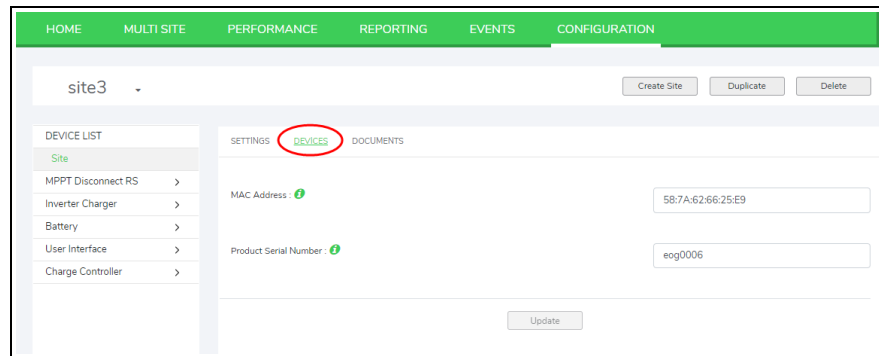 HOME MULTI SITE PERFORMANCE REPORTING EVENTS CONFIGURATION
site3 Create Site Duplicate Delete
DEVICE LIST
Site
MPPT Disconnect RS
Inverter Charger
Battery
User Interface
Charge Controller
SETTINGS DEVICES DOCUMENTS
MAC Address : 58:7A:62:66:25:E9
Product Serial Number : eog0006
Update